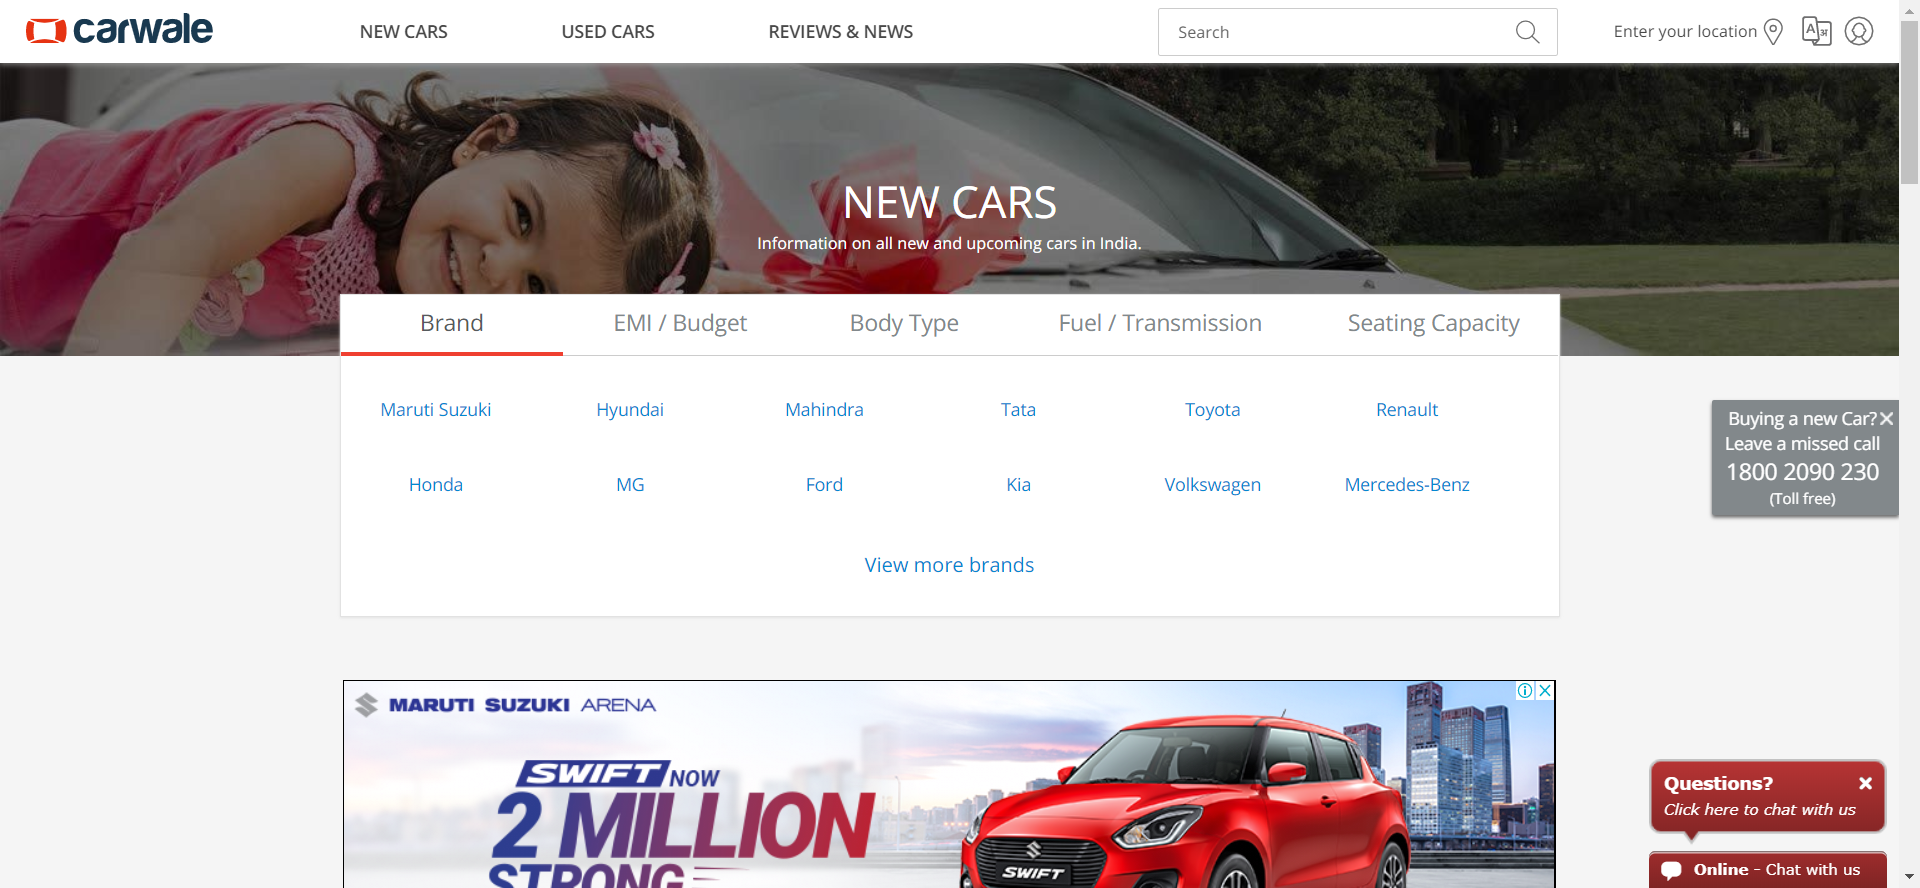 carwale
NEW CARS
USED CARS
REVIEWS & NEWS
Search
Enter your location
A अ
NEW CARS
Information on all new and upcoming cars in India.
Brand
EMI / Budget
Body Type
Fuel / Transmission
Seating Capacity
Maruti Suzuki
Hyundai
Mahindra
Tata
Toyota
Renault
Honda
MG
Ford
Kia
Volkswagen
Mercedes-Benz
View more brands
Buying a new Car?
Leave a missed call
1800 2090 230
(Toll free)
MARUTI SUZUKI ARENA
SWIFT NOW
2 MILLION
STRONG
SWIFT
Questions?
Click here to chat with us
Online - Chat with us